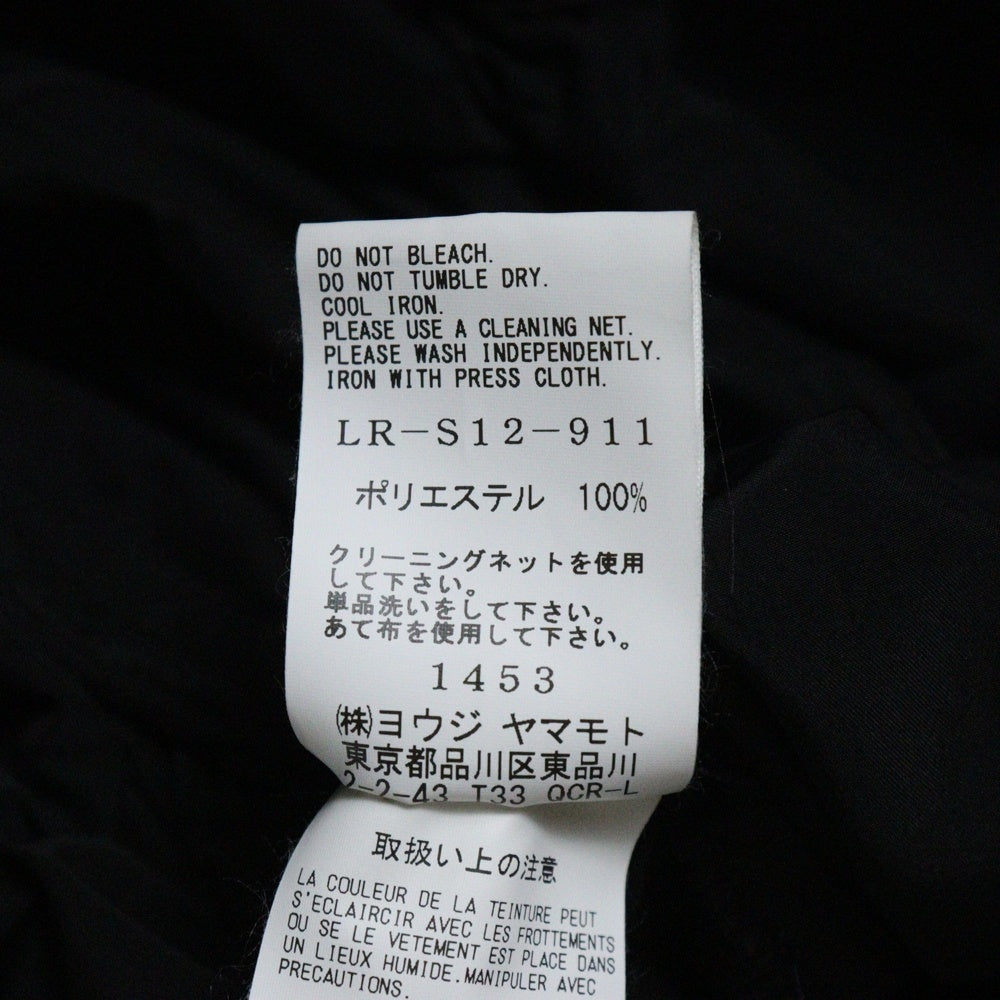 DO NOT BLEACH.
DO NOT TUMBLE DRY.
COOL IRON.
PLEASE USE A CLEANING NET.
PLEASE WASH INDEPENDENTLY.
IRON WITH PRESS CLOTH.
LR-S12-911
ポリエステル 100%
クリーニングネットを使用
して下さい。
単品洗いをして下さい。
あて布を使用して下さい。
1453
(株)ヨウジ ヤマモト
東京都品川区東品川
2-2-43 T33 QCR-L
取扱い上の注意
LA COULEUR DE LA TEINTURE PEUT
S'ECLAIRCIR AVEC LES FROTTEMENTS
OU SE LE VETEMENT EST PLACE DANS
UN LIEUX HUMIDE.MANIPULER AVEC
PRECAUTIONS.